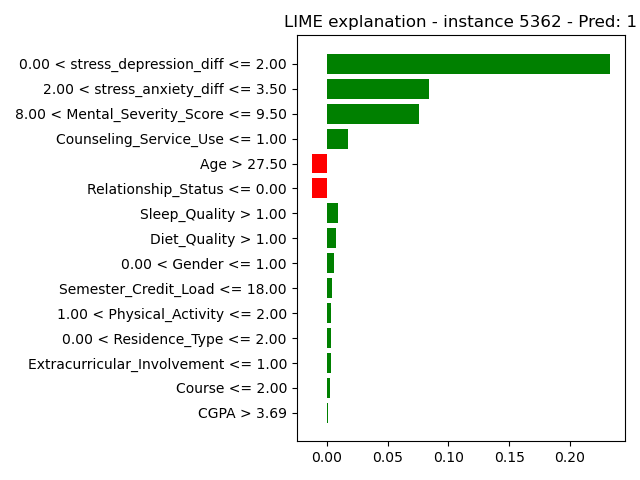 LIME explanation - instance 5362 - Pred: 1
0.00 < stress_depression_diff <= 2.00
2.00 < stress_anxiety_diff <= 3.50
8.00 < Mental_Severity_Score <= 9.50
Counseling_Service_Use <= 1.00
Age > 27.50
Relationship_Status <= 0.00
Sleep_Quality > 1.00
Diet_Quality > 1.00
0.00 < Gender <= 1.00
Semester_Credit_Load <= 18.00
1.00 < Physical_Activity <= 2.00
0.00 < Residence_Type <= 2.00
Extracurricular_Involvement <= 1.00
Course <= 2.00
CGPA > 3.69
0.00 0.05 0.10 0.15 0.20